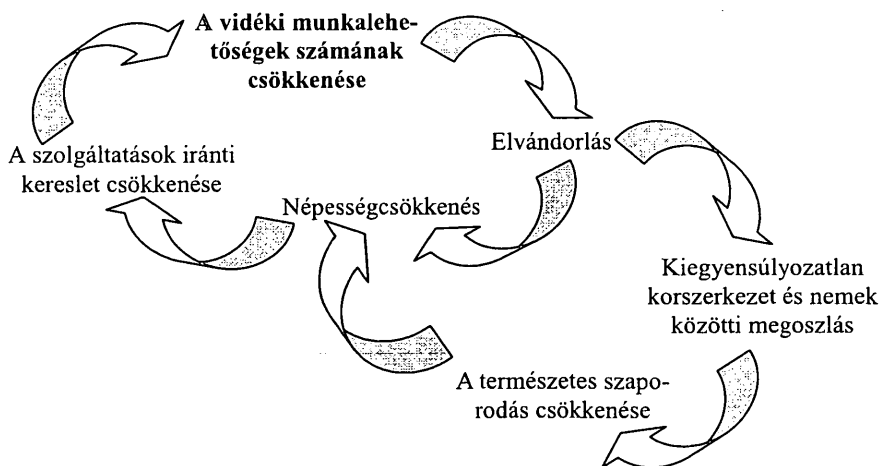 A vidéki munkalehe-
tőségek számának
csökkenése
Elvándorlás
A szolgáltatások iránti
kereslet csökkenése
Népességcsökkenés
Kiegyensúlyozatlan
korszerkezet és nemek
közötti megoszlás
A természetes szapo-
rodás csökkenése